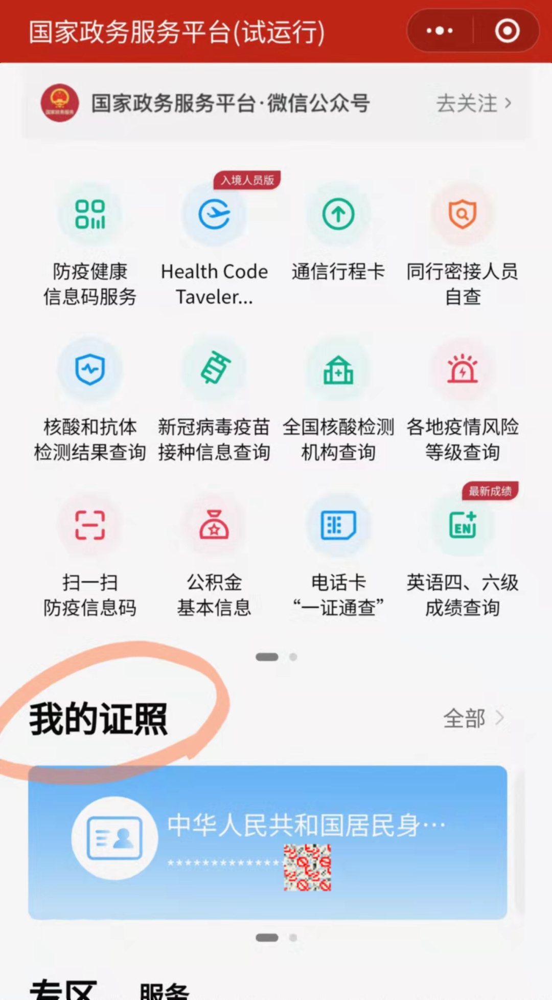 国家政务服务平台(试运行)
国家政务服务平台·微信公众号
去关注
入境人员版
防疫健康
信息码服务
Health Code
Taveler...
通信行程卡
同行密接人员
自查
核酸和抗体
检测结果查询
新冠病毒疫苗
接种信息查询
全国核酸检测
机构查询
各地疫情风险
等级查询
最新成绩
EN
扫一扫
防疫信息码
公积金
基本信息
电话卡
“一证通查”
英语四、六级
成绩查询
我的证照
全部
中华人民共和国居民身…
*************
专区
服务